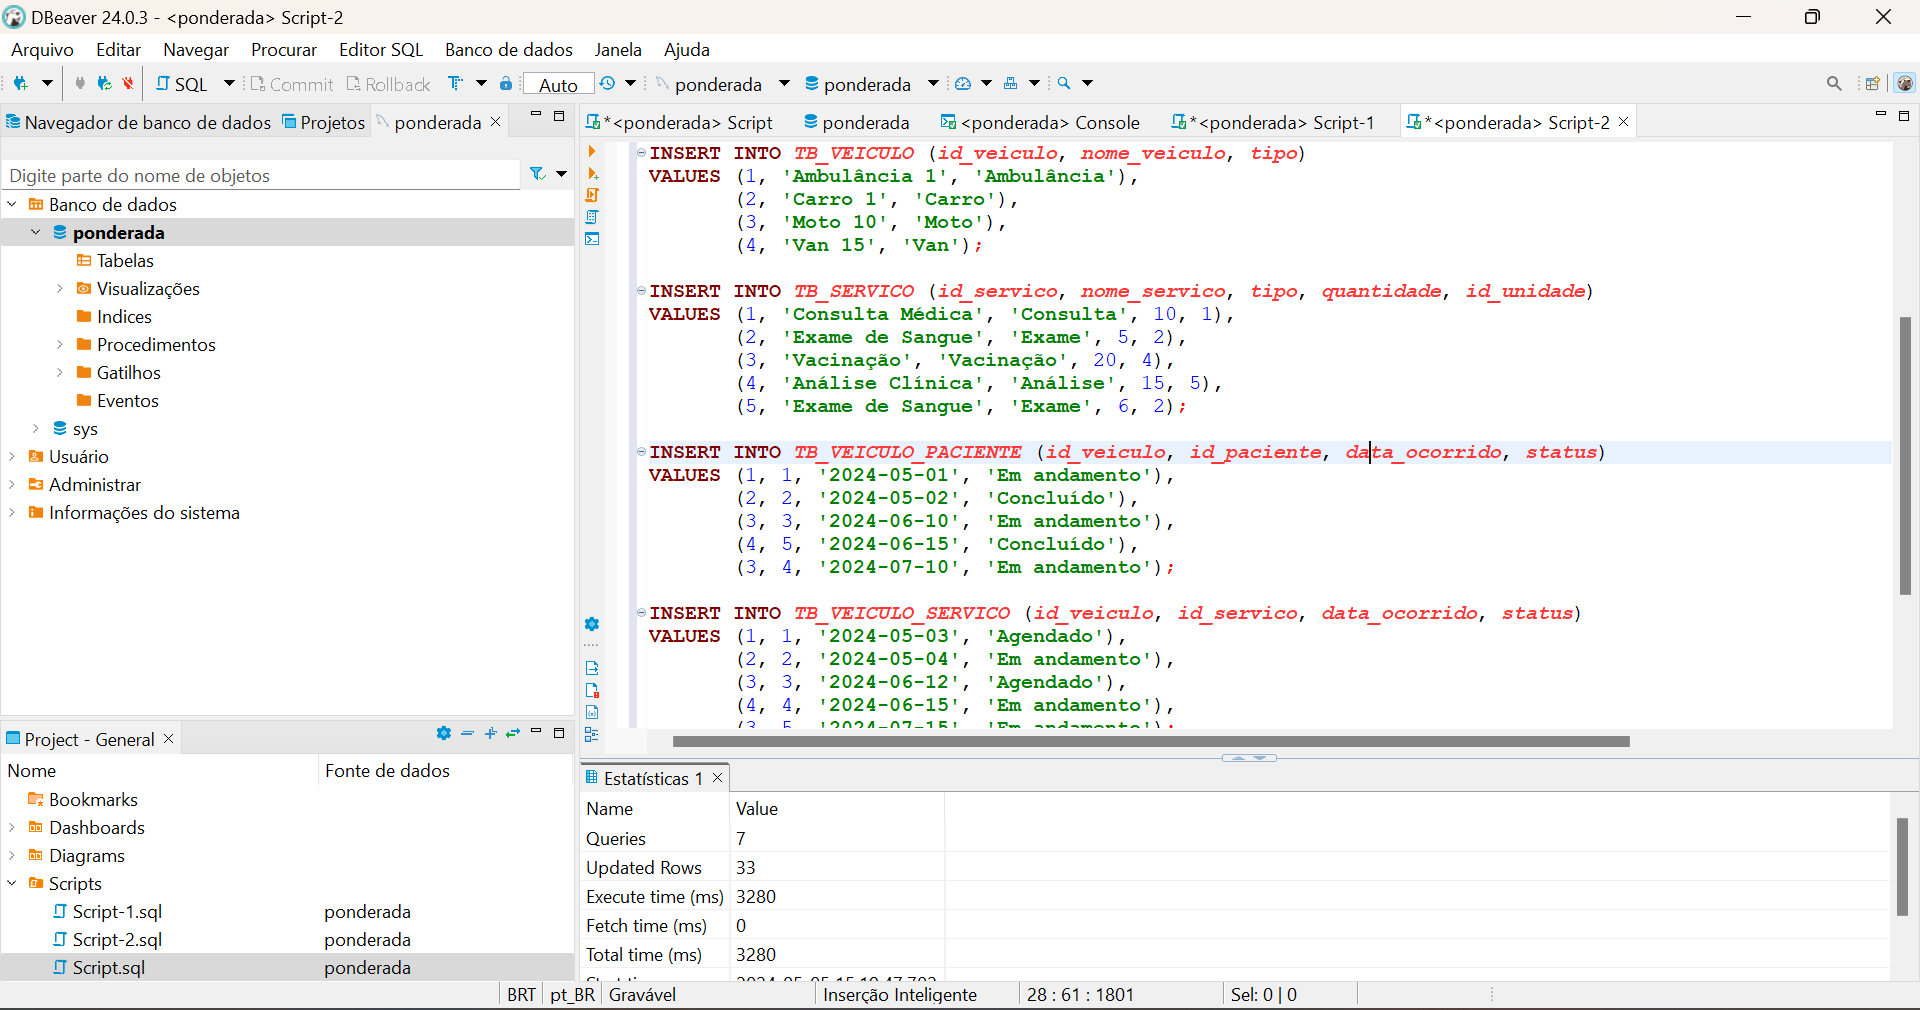 DBeaver 24.0.3 - <ponderada> Script-2
Arquivo Editar Navegar Procurar Editor SQL Banco de dados Janela Ajuda
SQL Commit Rollback Auto ponderada ponderada
Navegador de banco de dados Projetos ponderada
Digite parte do nome de objetos
Banco de dados
ponderada
Tabelas
Visualizações
Indices
Procedimentos
Gatilhos
Eventos
sys
Usuário
Administrar
Informações do sistema
Project - General
Nome Fonte de dados
Bookmarks
Dashboards
Diagrams
Scripts
Script-1.sql ponderada
Script-2.sql ponderada
Script.sql ponderada
*<ponderada> Script ponderada <ponderada> Console *<ponderada> Script-1 *<ponderada> Script-2
INSERT INTO TB_VEICULO (id_veiculo, nome_veiculo, tipo)
VALUES (1, 'Ambulância 1', 'Ambulância'),
(2, 'Carro 1', 'Carro'),
(3, 'Moto 10', 'Moto'),
(4, 'Van 15', 'Van');
INSERT INTO TB_SERVICO (id_servico, nome_servico, tipo, quantidade, id_unidade)
VALUES (1, 'Consulta Médica', 'Consulta', 10, 1),
(2, 'Exame de Sangue', 'Exame', 5, 2),
(3, 'Vacinação', 'Vacinação', 20, 4),
(4, 'Análise Clínica', 'Análise', 15, 5),
(5, 'Exame de Sangue', 'Exame', 6, 2);
INSERT INTO TB_VEICULO_PACIENTE (id_veiculo, id_paciente, data_ocorrido, status)
VALUES (1, 1, '2024-05-01', 'Em andamento'),
(2, 2, '2024-05-02', 'Concluído'),
(3, 3, '2024-06-10', 'Em andamento'),
(4, 5, '2024-06-15', 'Concluído'),
(3, 4, '2024-07-10', 'Em andamento');
INSERT INTO TB_VEICULO_SERVICO (id_veiculo, id_servico, data_ocorrido, status)
VALUES (1, 1, '2024-05-03', 'Agendado'),
(2, 2, '2024-05-04', 'Em andamento'),
(3, 3, '2024-06-12', 'Agendado'),
(4, 4, '2024-06-15', 'Em andamento'),
(3, 5, '2024-07-15', 'Em andamento');
Estatísticas 1
Name Value
Queries 7
Updated Rows 33
Execute time (ms) 3280
Fetch time (ms) 0
Total time (ms) 3280
BRT pt_BR Gravável Inserção Inteligente 28 : 61 : 1801 Sel: 0 | 0